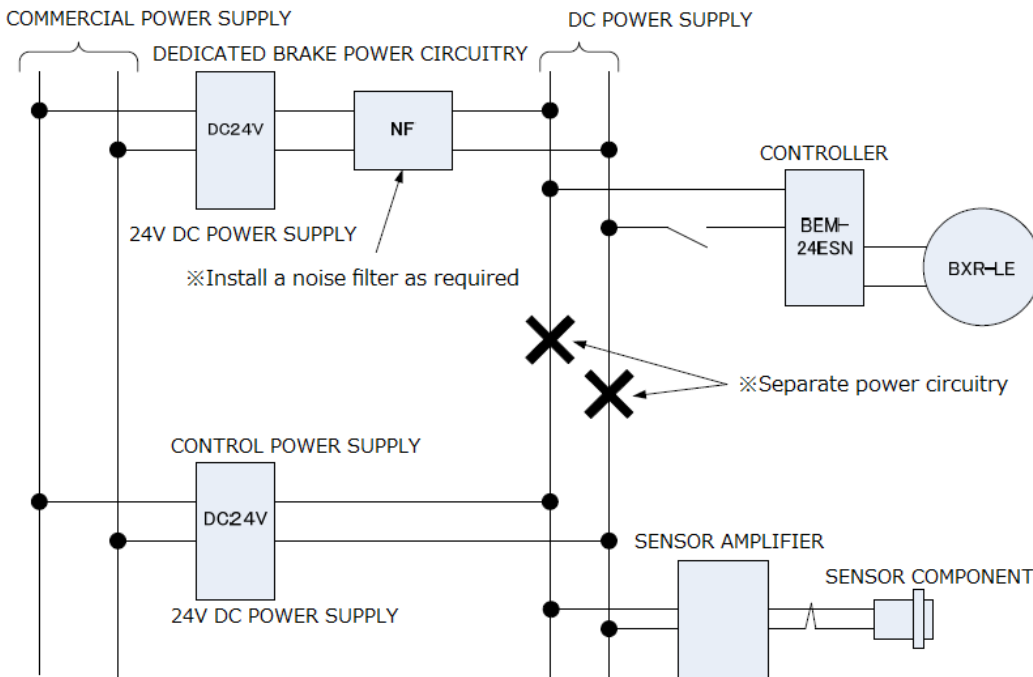 COMMERCIAL POWER SUPPLY
DC POWER SUPPLY
DEDICATED BRAKE POWER CIRCUITRY
DC24V
NF
CONTROLLER
24V DC POWER SUPPLY
BEM-
24ESN
BXR-LE
※Install a noise filter as required
※Separate power circuitry
CONTROL POWER SUPPLY
DC24V
SENSOR AMPLIFIER
SENSOR COMPONENT
24V DC POWER SUPPLY